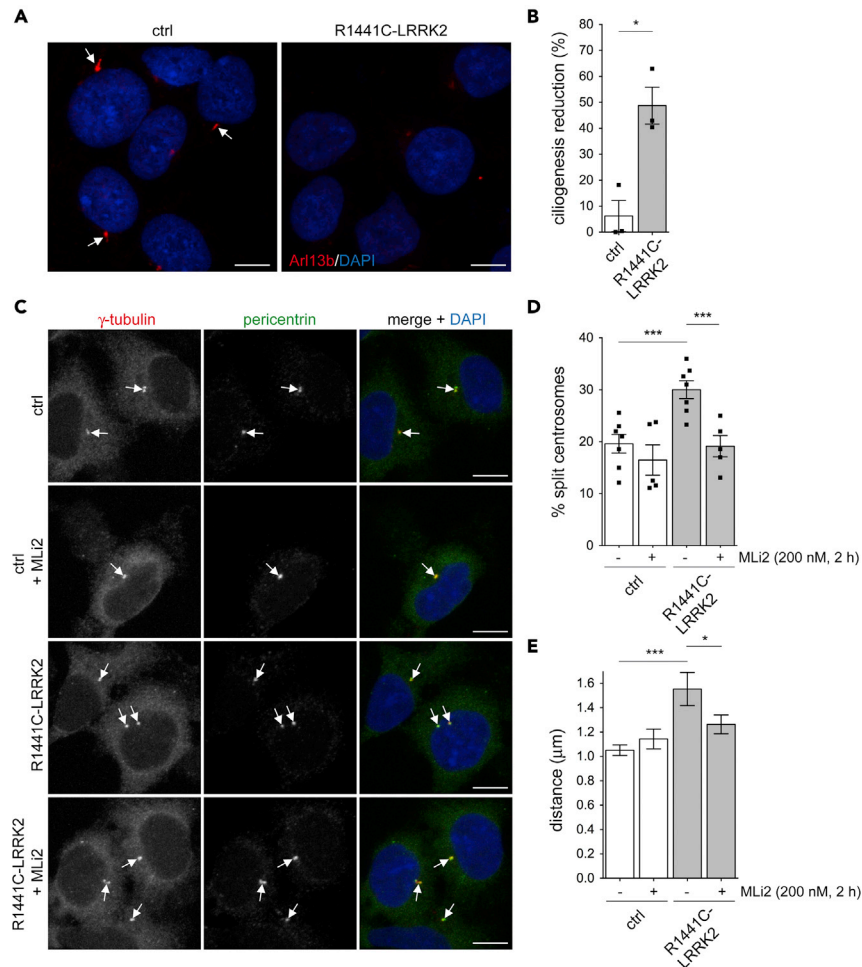 A
ctrl
R1441C-LRRK2
Arl13b/DAPI
B
ciliogenesis reduction (%)
80
70
60
50
40
30
20
10
0
*
ctrl
R1441C-
LRRK2
C
γ-tubulin
pericentrin
merge + DAPI
ctrl
ctrl
+ MLi2
R1441C-LRRK2
R1441C-LRRK2
+ MLi2
D
% split centrosomes
40
30
20
10
0
***
***
- + - +
MLi2 (200 nM, 2 h)
ctrl
R1441C-
LRRK2
E
distance (μm)
1.6
1.4
1.2
1.0
0.8
0.6
0.4
0.2
0.0
***
*
- + - +
MLi2 (200 nM, 2 h)
ctrl
R1441C-
LRRK2